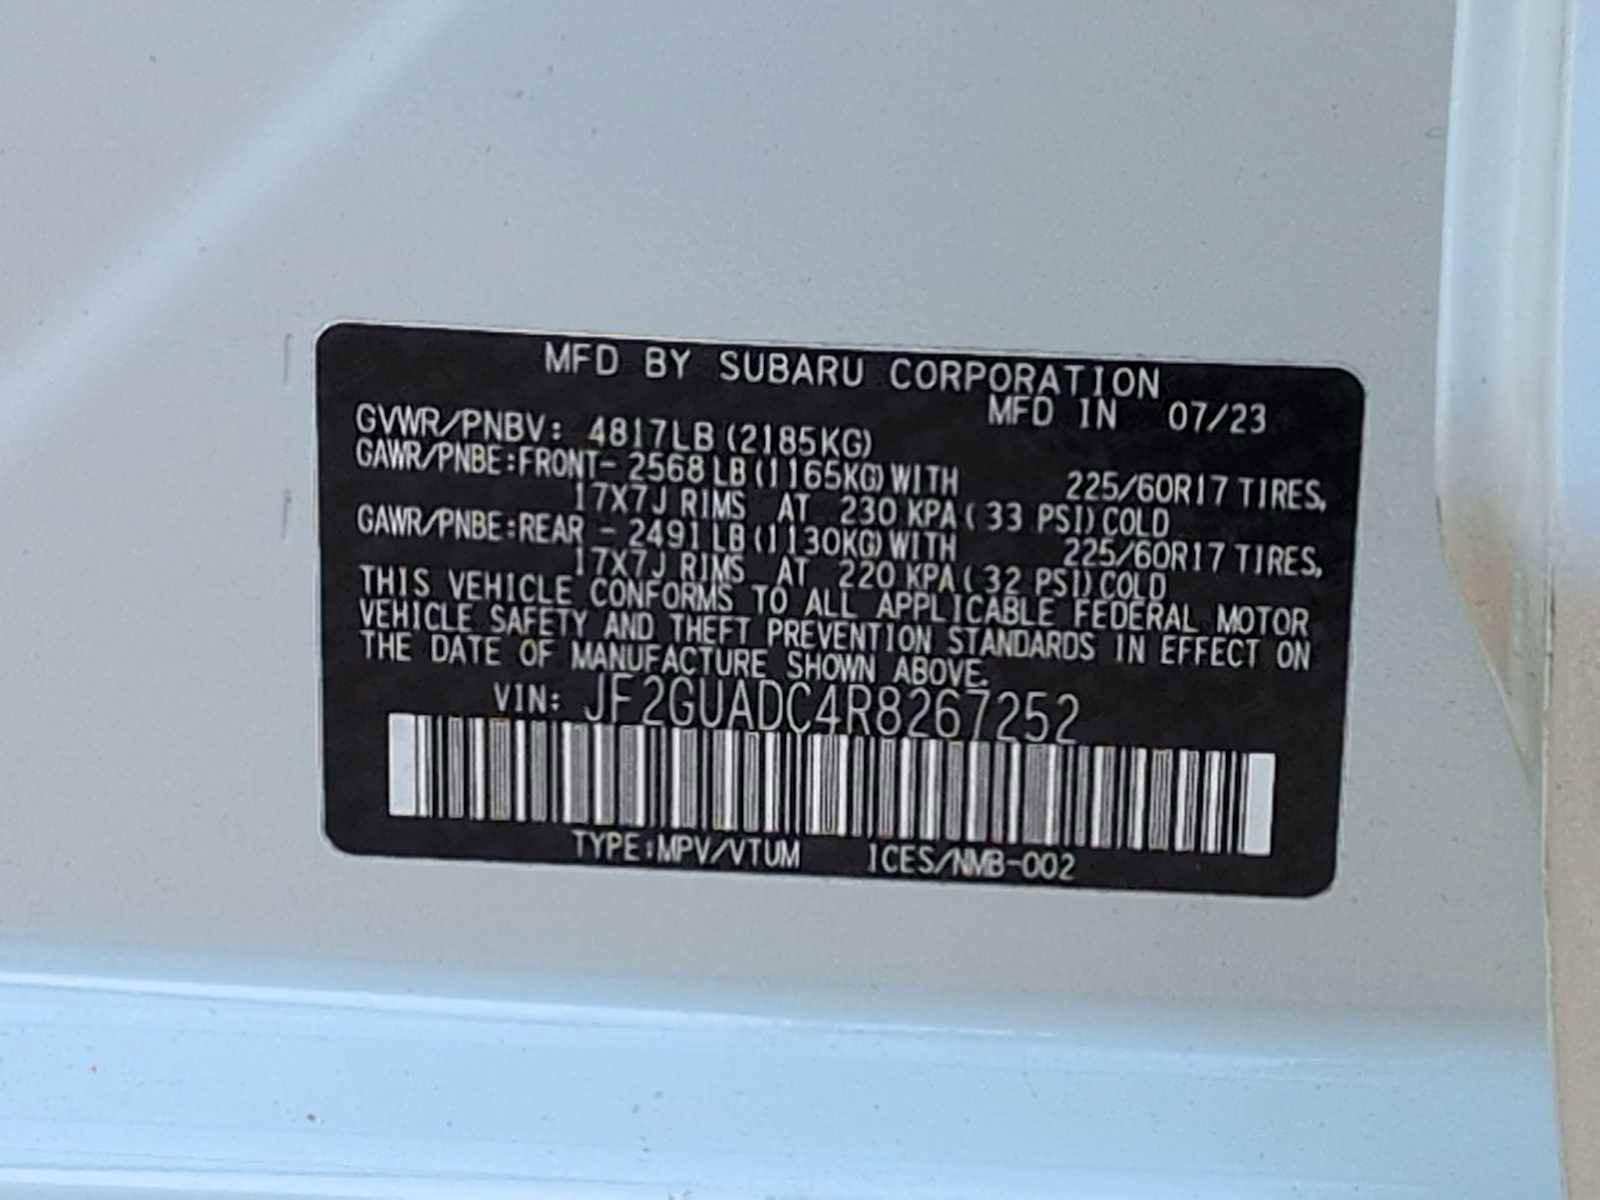 MFD BY SUBARU CORPORATION
MFD IN 07/23
GVWR/PNBV: 4817LB (2185KG)
GAWR/PNBE:FRONT- 2568 LB (1165KG) WITH 225/60R17 TIRES,
17X7J RIMS AT 230 KPA ( 33 PSI) COLD
GAWR/PNBE:REAR - 2491 LB (1130KG) WITH 225/60R17 TIRES,
17X7J RIMS AT 220 KPA ( 32 PSI) COLD
THIS VEHICLE CONFORMS TO ALL APPLICABLE FEDERAL MOTOR
VEHICLE SAFETY AND THEFT PREVENTION STANDARDS IN EFFECT ON
THE DATE OF MANUFACTURE SHOWN ABOVE.
VIN: JF2GUADC4R8267252
TYPE:MPV/VTUM ICES/NMB-002